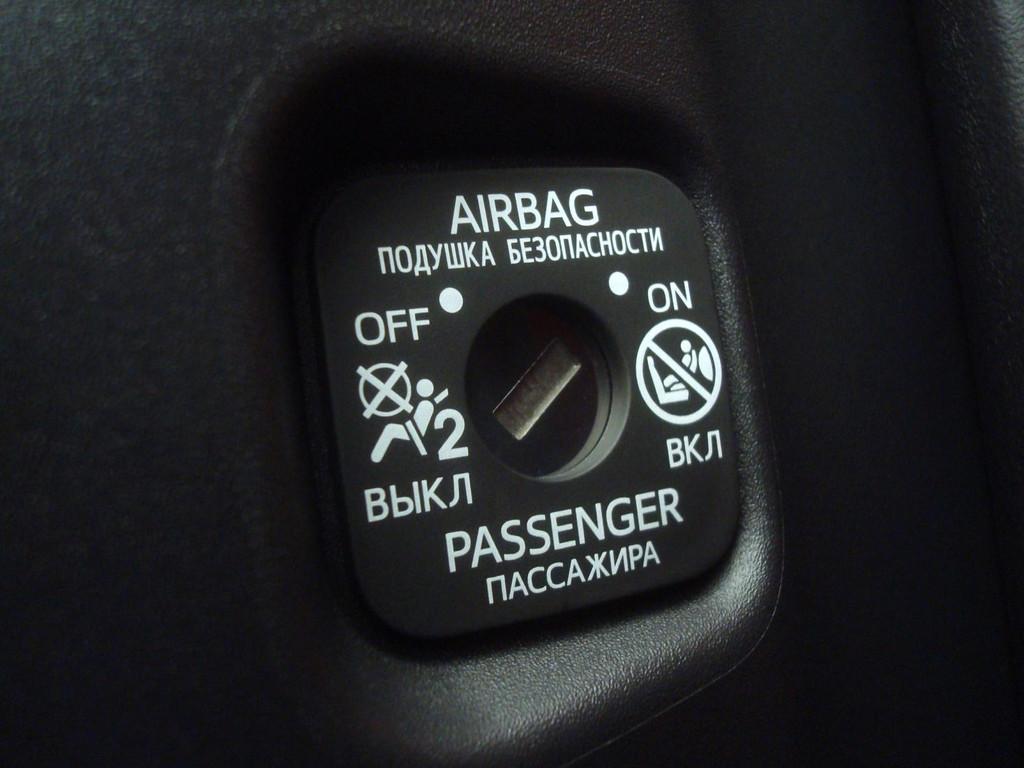 AIRBAG
ПОДУШКА БЕЗОПАСНОСТИ
OFF
ON
2
ВЫКЛ
ВКЛ
PASSENGER
ПАССАЖИРА